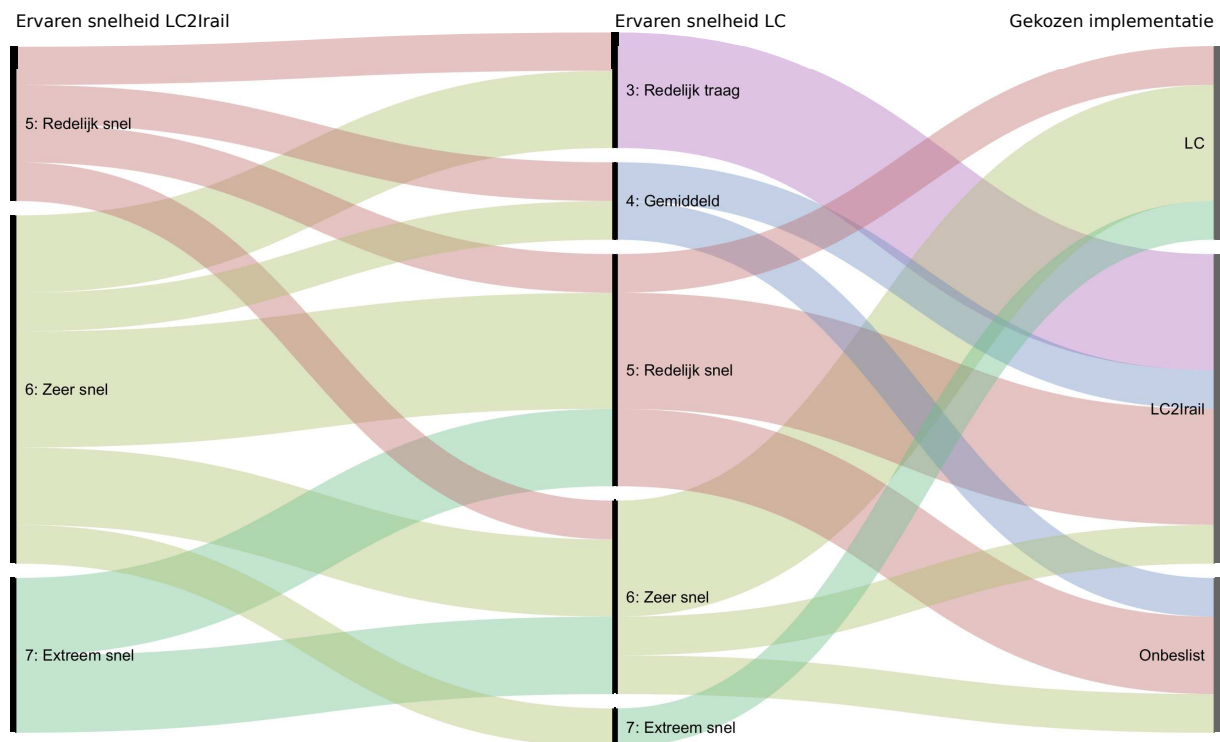 Ervaren snelheid LC2Irail
Ervaren snelheid LC
Gekozen implementatie
5: Redelijk snel
6: Zeer snel
7: Extreem snel
3: Redelijk traag
4: Gemiddeld
5: Redelijk snel
6: Zeer snel
7: Extreem snel
LC
LC2Irail
Onbeslist